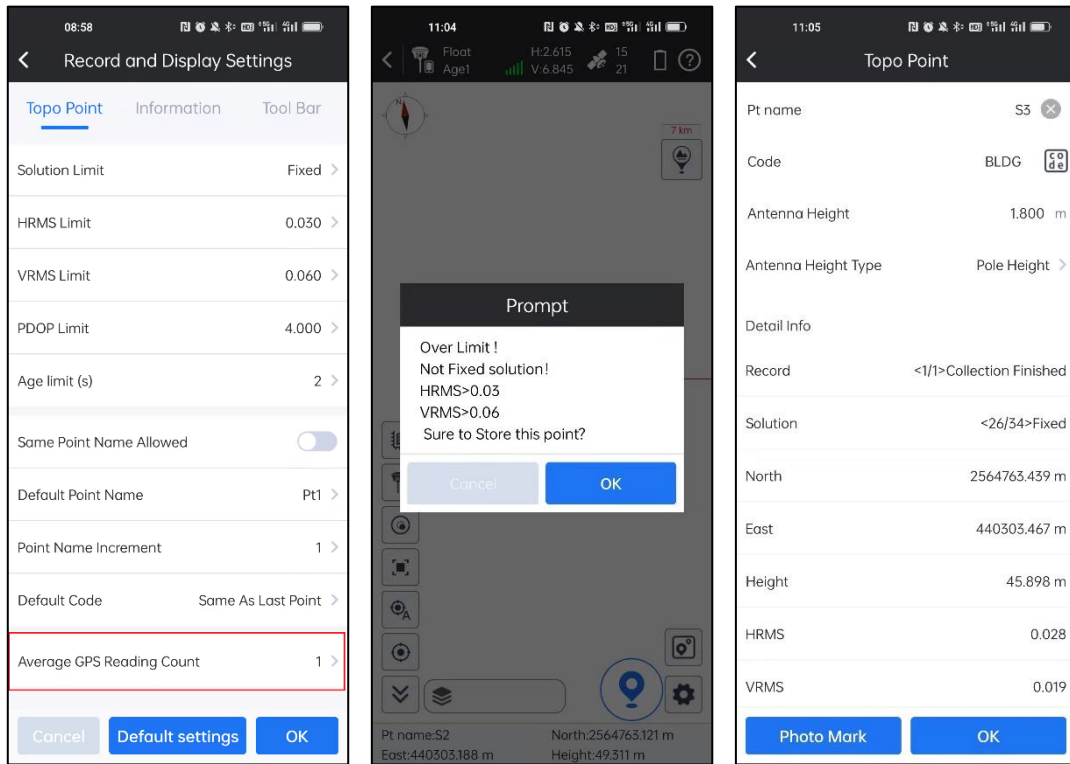 08:58
Record and Display Settings
Topo Point Information Tool Bar
Solution Limit Fixed
HRMS Limit 0.030
VRMS Limit 0.060
PDOP Limit 4.000
Age limit (s) 2
Same Point Name Allowed
Default Point Name Pt1
Point Name Increment 1
Default Code Same As Last Point
Average GPS Reading Count 1
Cancel Default settings OK
11:04
Float H:2.615 15
Age1 V:6.845 21
N
7 km
Prompt
Over Limit !
Not Fixed solution!
HRMS>0.03
VRMS>0.06
Sure to Store this point?
Cancel OK
A
Pt name:S2 North:2564763.121 m
East:440303.188 m Height:49.311 m
11:05
Topo Point
Pt name S3
Code BLDG code
Antenna Height 1.800 m
Antenna Height Type Pole Height
Detail Info
Record <1/1>Collection Finished
Solution <26/34>Fixed
North 2564763.439 m
East 440303.467 m
Height 45.898 m
HRMS 0.028
VRMS 0.019
Photo Mark OK